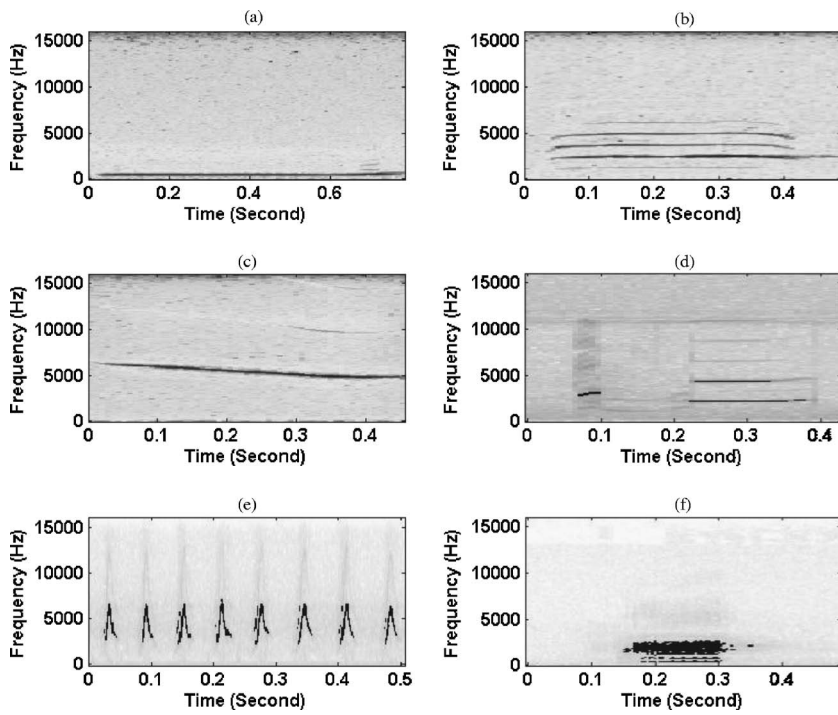 (a) (b)
15000 15000
10000 10000
5000 5000
0 0
Frequency (Hz) Frequency (Hz)
0 0.2 0.4 0.6 0 0.1 0.2 0.3 0.4
Time (Second) Time (Second)
(c) (d)
15000 15000
10000 10000
5000 5000
0 0
Frequency (Hz) Frequency (Hz)
0 0.1 0.2 0.3 0.4 0 0.1 0.2 0.3 0.4
Time (Second) Time (Second)
(e) (f)
15000 15000
10000 10000
5000 5000
0 0
Frequency (Hz) Frequency (Hz)
0 0.1 0.2 0.3 0.4 0.5 0 0.1 0.2 0.3 0.4
Time (Second) Time (Second)